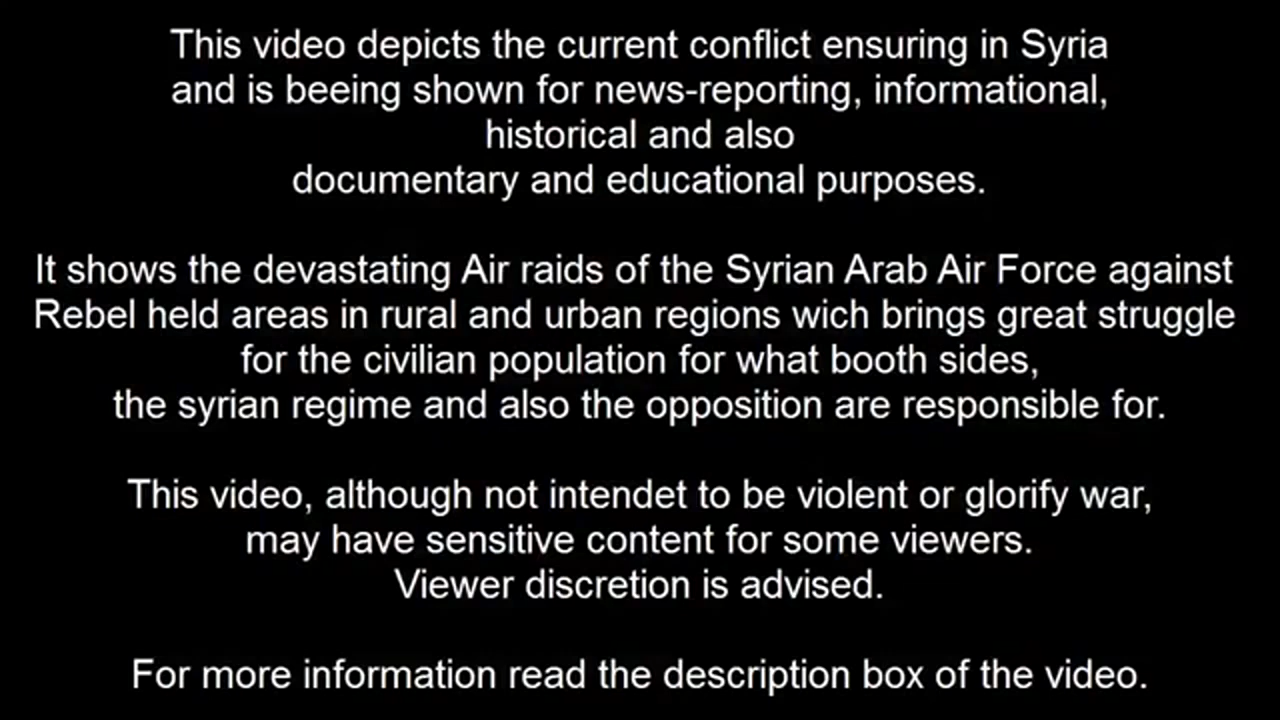 This video depicts the current conflict ensuring in Syria
and is beeing shown for news-reporting, informational,
historical and also
documentary and educational purposes.
It shows the devastating Air raids of the Syrian Arab Air Force against
Rebel held areas in rural and urban regions wich brings great struggle
for the civilian population for what booth sides,
the syrian regime and also the opposition are responsible for.
This video, although not intendet to be violent or glorify war,
may have sensitive content for some viewers.
Viewer discretion is advised.
For more information read the description box of the video.